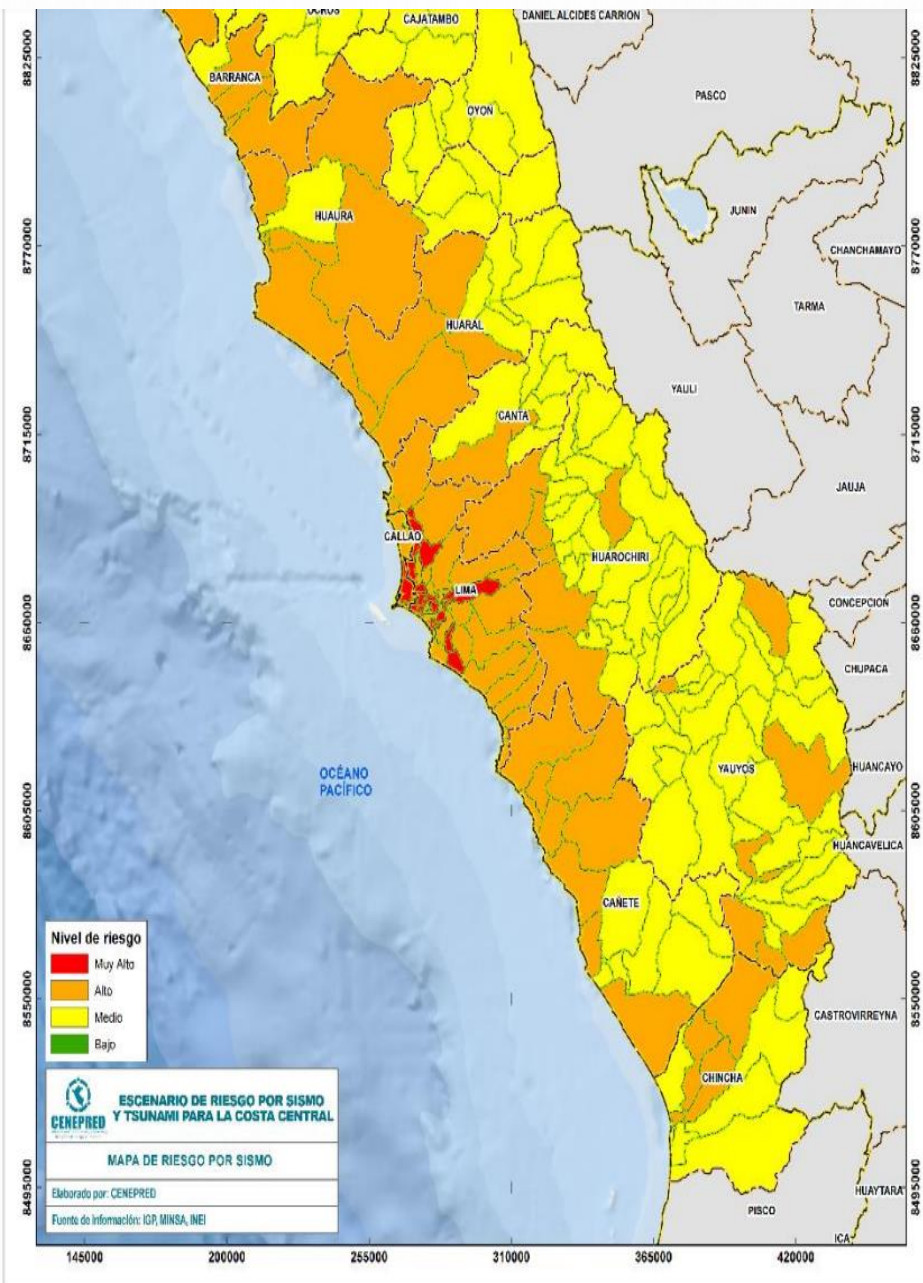 OCROS
CAJATAMBO
DANIEL ALCIDES CARRION
BARRANCA
PASCO
OYON
JUNIN
HUAURA
CHANCHAMAYO
TARMA
HUARAL
YAULI
CANTA
JAUJA
CALLAO
HUAROCHIRI
LIMA
CONCEPCION
CHUPACA
OCÉANO
PACÍFICO
YAUYOS
HUANCAYO
HUANCAVELICA
CAÑETE
CASTROVIRREYNA
CHINCHA
HUAYTARA
PISCO
ICA
8825000
8770000
8715000
8660000
8605000
8550000
8495000
8825000
8770000
8715000
8660000
8605000
8550000
8495000
145000 200000 255000 310000 365000 420000
Nivel de riesgo
Muy Alto
Alto
Medio
Bajo
CENEPRED
ESCENARIO DE RIESGO POR SISMO
Y TSUNAMI PARA LA COSTA CENTRAL
MAPA DE RIESGO POR SISMO
Elaborado por: CENEPRED
Fuente de Información: IGP, MINSA, INEI